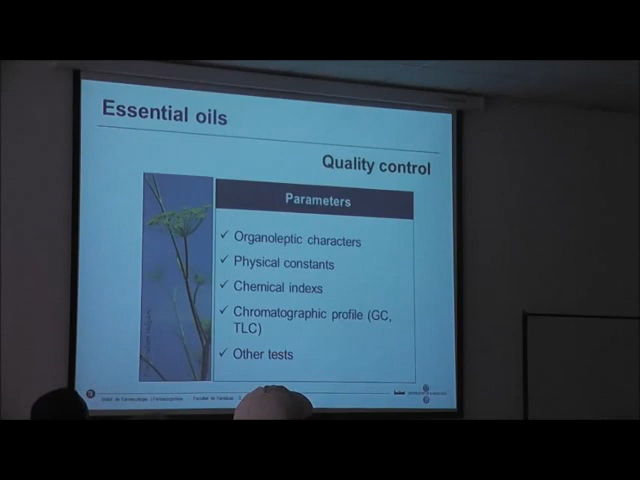 Essential oils
Quality control
Parameters
✓ Organoleptic characters
✓ Physical constants
✓ Chemical indexs
✓ Chromatographic profile (GC,
TLC)
✓ Other tests